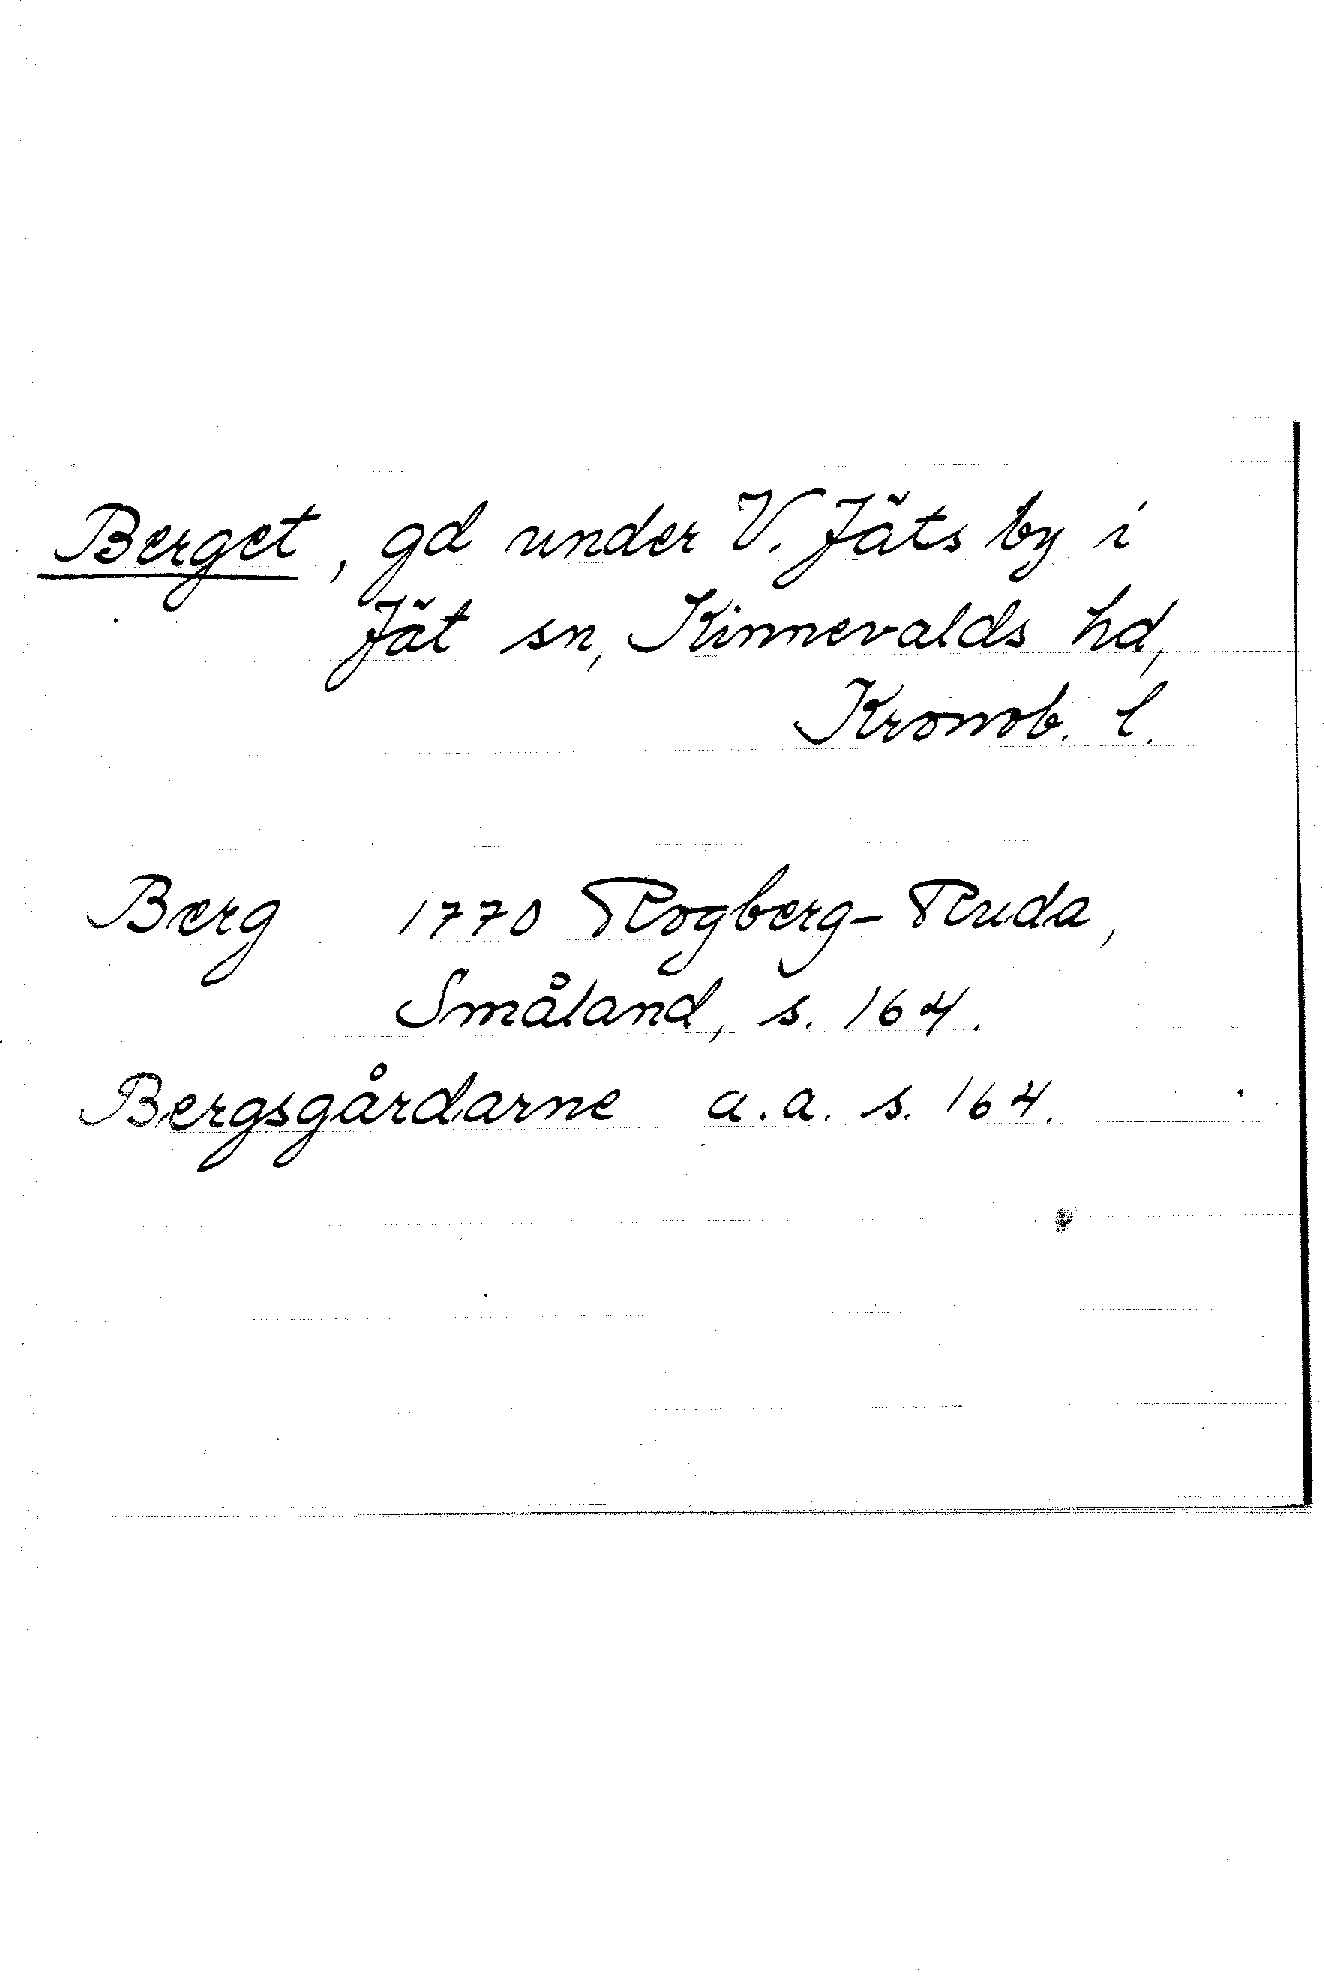 Berget, gd under V. Jäts by i
Jät sn, Kinnevalds hd,
Kronob. l.
Berg 1770 Rogberg-Ruda,
Småland, s. 164.
Bergsgårdarne a.a. s. 164.